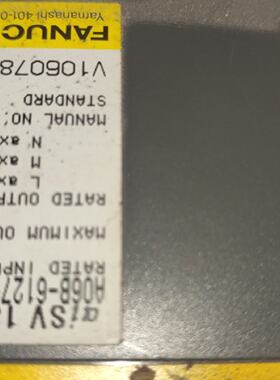 αiSV 1
A06B-6127
RATED INPU
MAXIMUM OU
RATED OUTP
L ax
M ax
N ax
MANUAL NO.
STANDARD
V106078
FANUC
Yamanashi 401-0